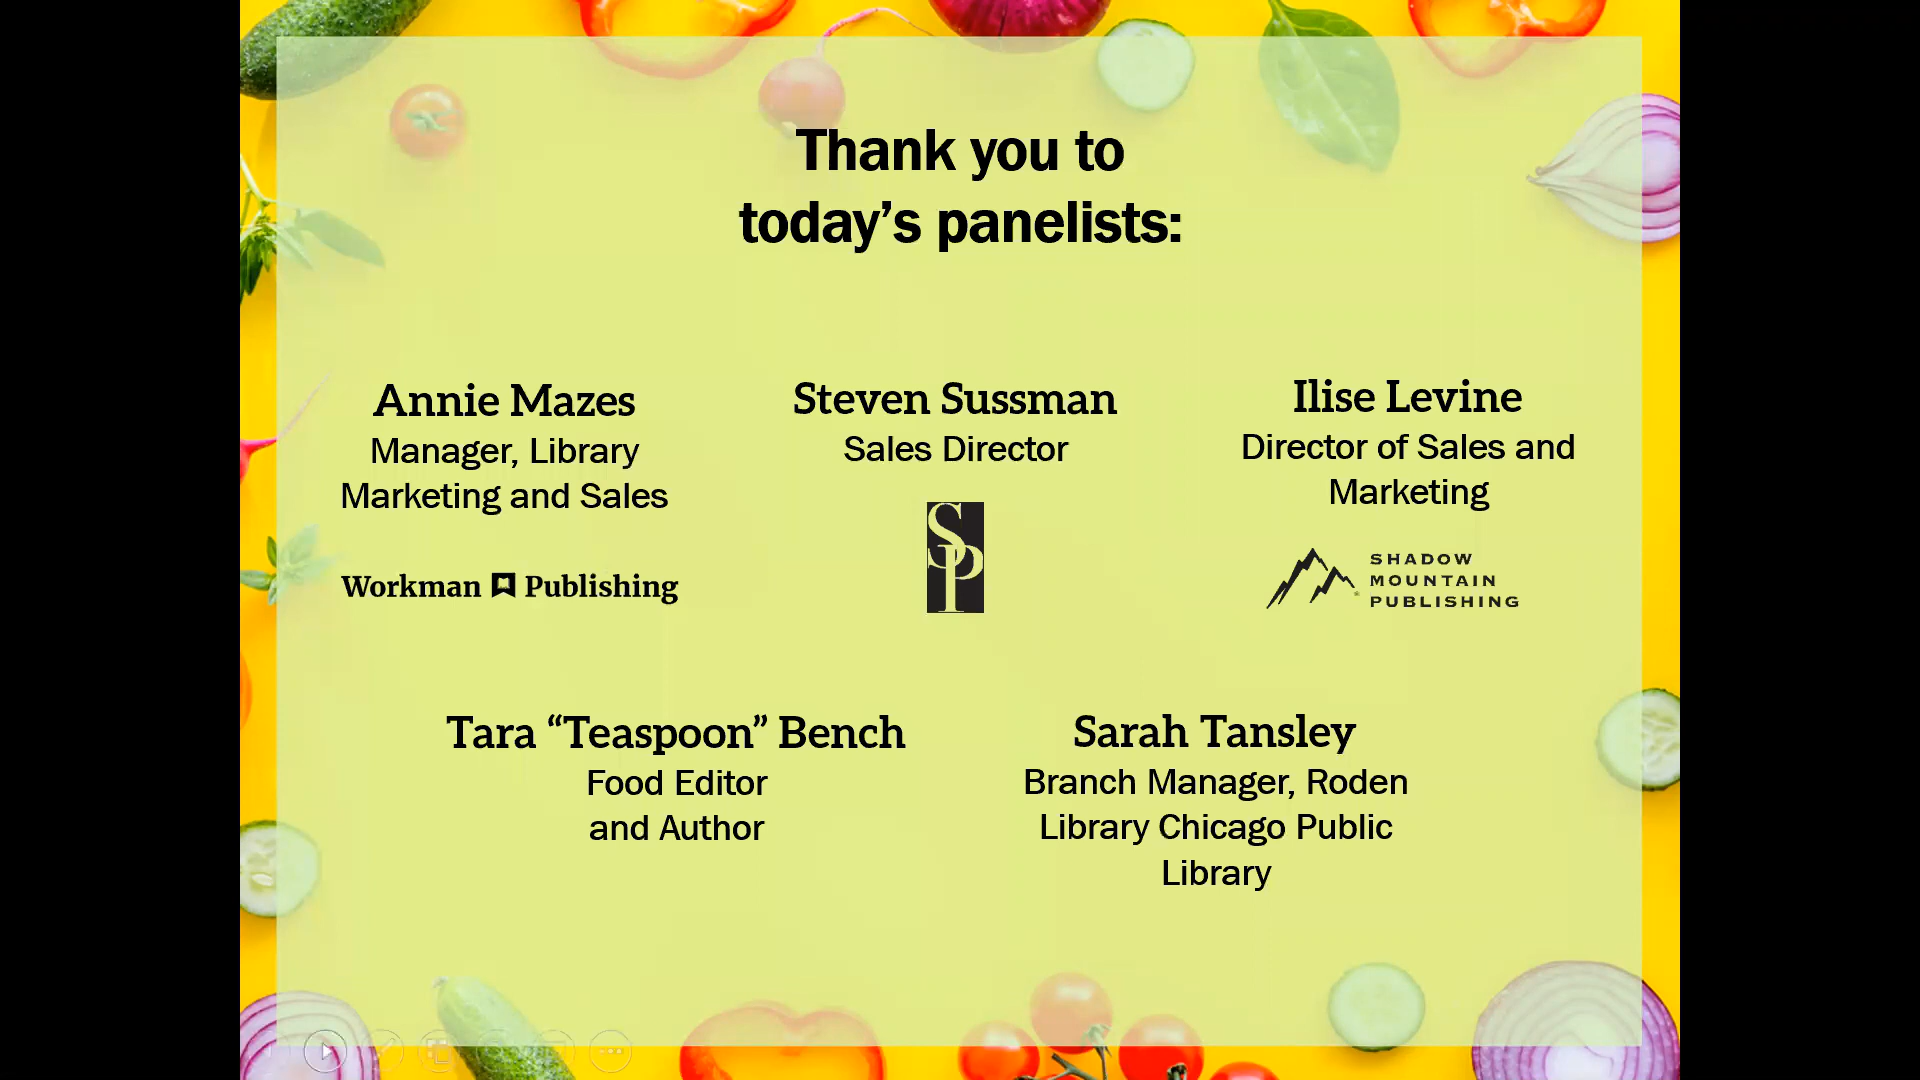 Thank you to
today’s panelists:
Annie Mazes
Manager, Library
Marketing and Sales
Workman Publishing
Steven Sussman
Sales Director
SP
Ilise Levine
Director of Sales and
Marketing
SHADOW
MOUNTAIN
PUBLISHING
Tara “Teaspoon” Bench
Food Editor
and Author
Sarah Tansley
Branch Manager, Roden
Library Chicago Public
Library